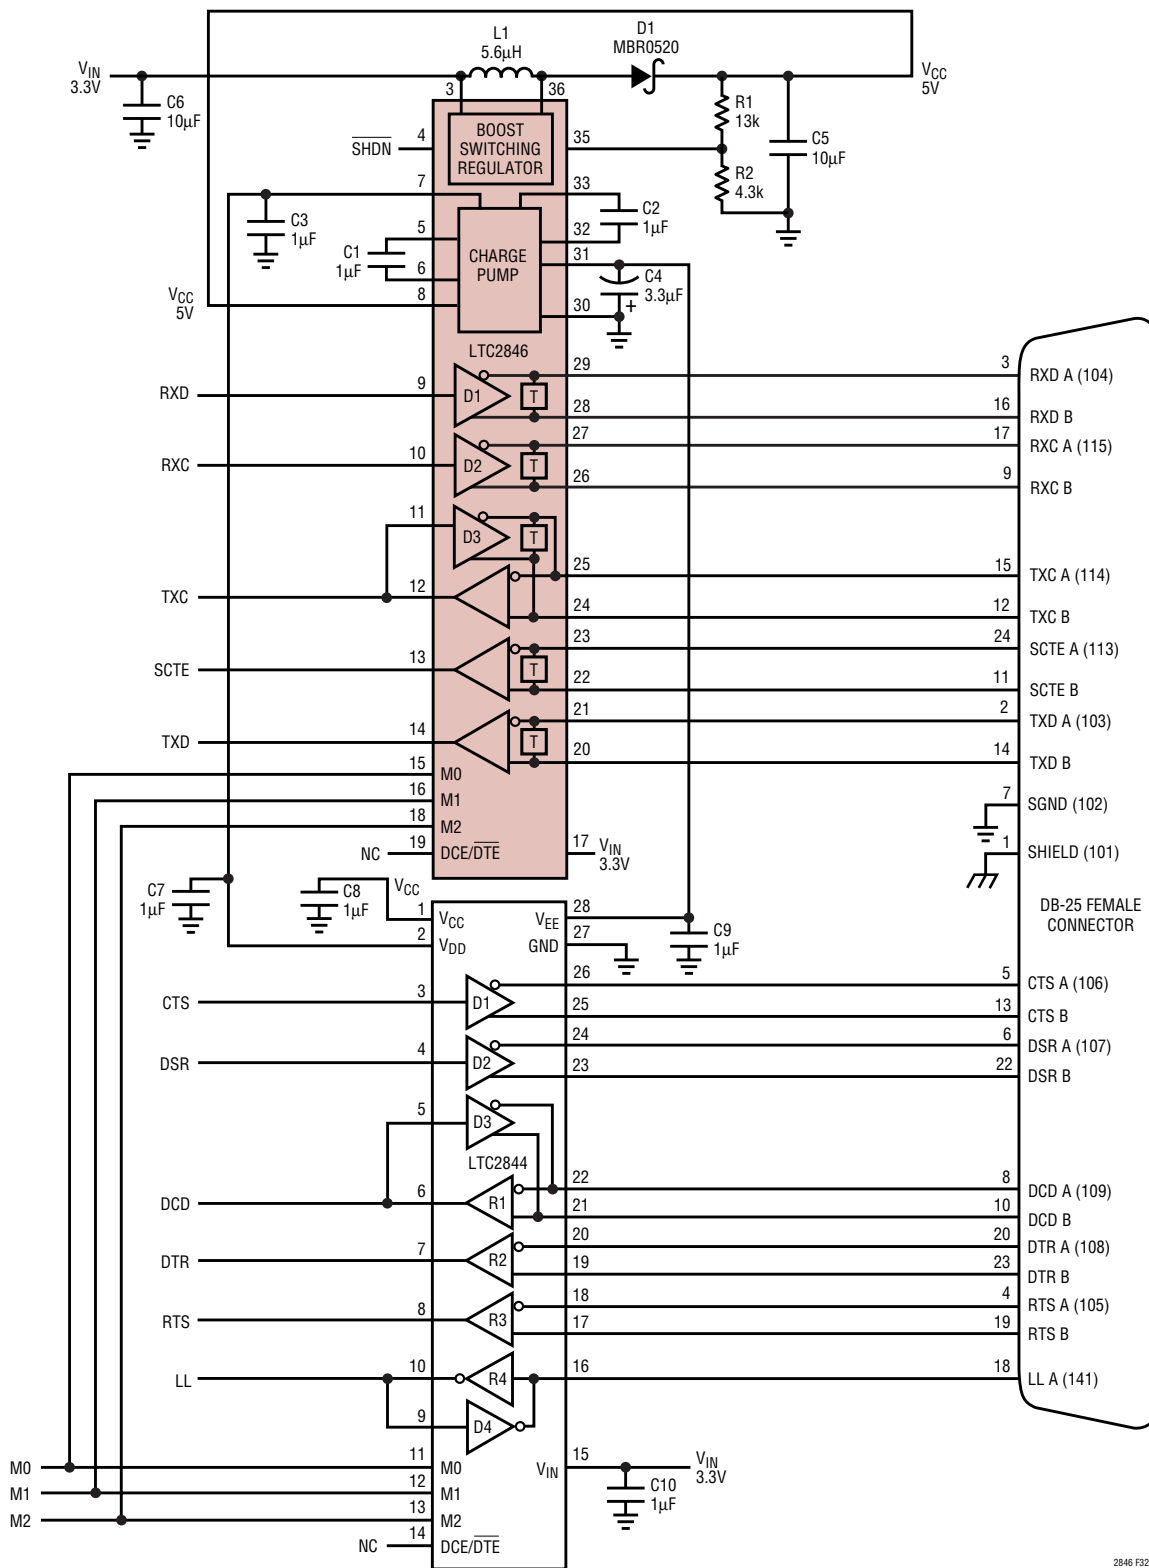 L1
5.6µH
D1
MBR0520
VIN
3.3V
VCC
5V
3
36
C6
10µF
R1
13k
C5
10µF
R2
4.3k
4
SHDN
BOOST
SWITCHING
REGULATOR
35
7
33
C3
1µF
C2
1µF
5
32
C1
1µF
CHARGE
PUMP
31
6
C4
3.3µF
+
VCC
5V
8
30
LTC2846
29
3
RXD A (104)
RXD
9
D1
T
28
16
RXD B
27
17
RXC A (115)
RXC
10
D2
T
26
9
RXC B
11
D3
T
25
15
TXC A (114)
TXC
12
24
12
TXC B
23
24
SCTE A (113)
SCTE
13
T
22
11
SCTE B
21
2
TXD A (103)
TXD
14
T
20
14
TXD B
15
M0
16
M1
7
SGND (102)
18
M2
NC
19
DCE/DTE
17
VIN
3.3V
1
SHIELD (101)
C7
1µF
C8
1µF
VCC
DB-25 FEMALE
CONNECTOR
1
VCC
VEE
28
2
VDD
GND
27
C9
1µF
26
5
CTS A (106)
CTS
3
D1
25
13
CTS B
24
6
DSR A (107)
DSR
4
D2
23
22
DSR B
5
D3
LTC2844
22
8
DCD A (109)
DCD
6
R1
21
10
DCD B
20
20
DTR A (108)
DTR
7
R2
19
23
DTR B
18
4
RTS A (105)
RTS
8
R3
17
19
RTS B
LL
10
R4
16
18
LL A (141)
9
D4
M0
11
M0
VIN
15
VIN
3.3V
M1
12
M1
C10
1µF
M2
13
M2
NC
14
DCE/DTE
2846 F32